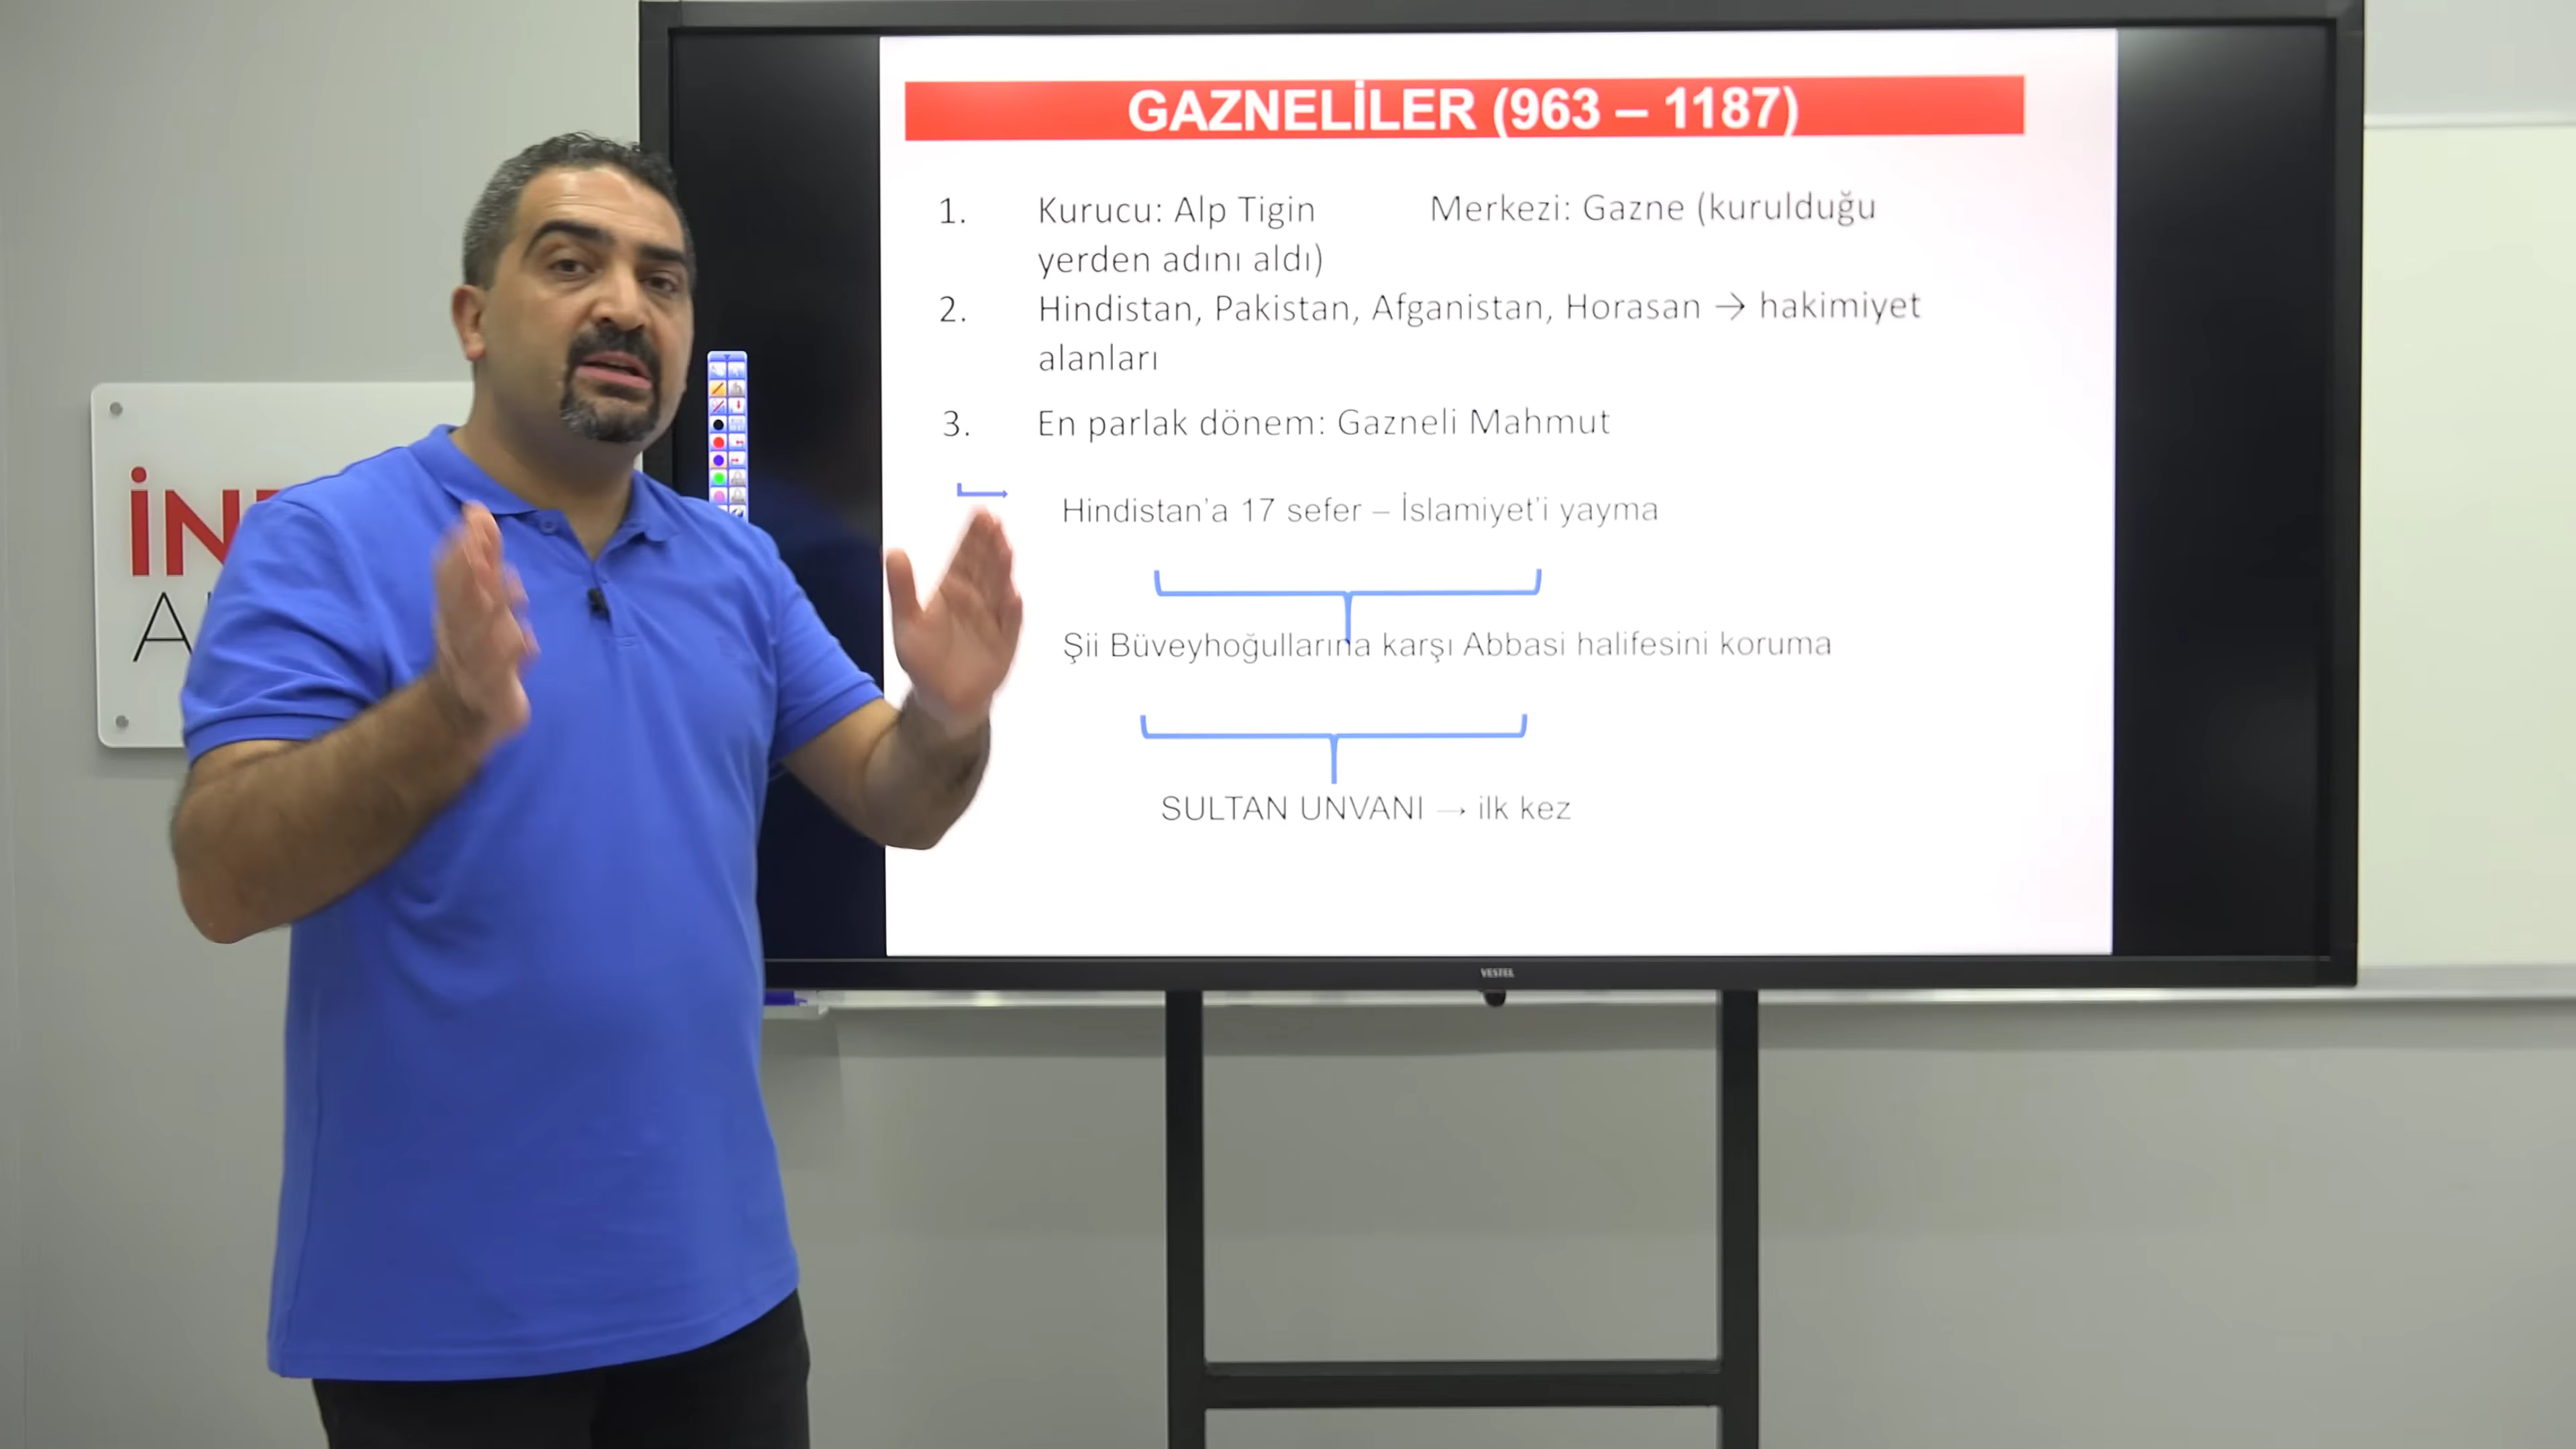 GAZNELİLER (963 – 1187)
1. Kurucu: Alp Tigin Merkezi: Gazne (kurulduğu
yerden adını aldı)
2. Hindistan, Pakistan, Afganistan, Horasan → hakimiyet
alanları
3. En parlak dönem: Gazneli Mahmut
Hindistan'a 17 sefer – İslamiyet'i yayma
Şii Büveyhoğullarına karşı Abbasi halifesini koruma
SULTAN UNVANI → ilk kez
VESTEL